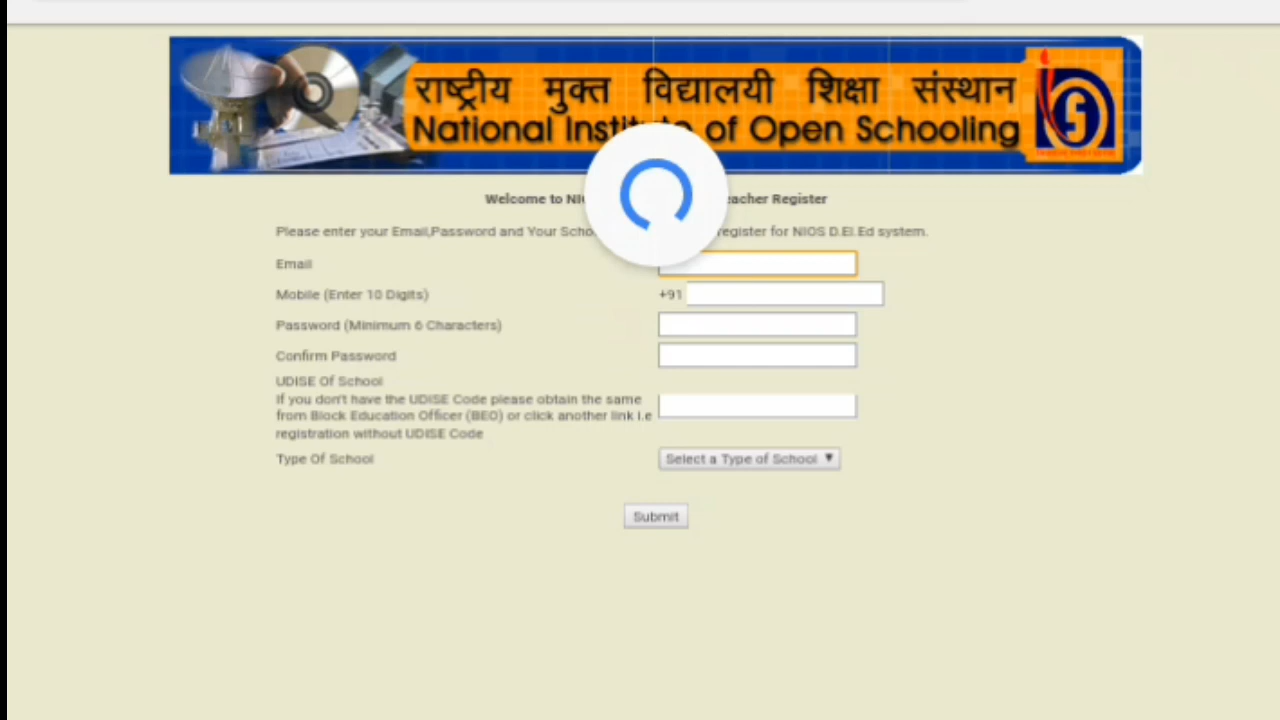 राष्ट्रीय मुक्त विद्यालयी शिक्षा संस्थान
National Institute of Open Schooling
Welcome to Teacher Register
Please enter your Email,Password and Your register for NIOS D.El.Ed system.
Email
Mobile (Enter 10 Digits) +91
Password (Minimum 6 Characters)
Confirm Password
UDISE Of School
If you don't have the UDISE Code please obtain the same
from Block Education Officer (BEO) or click another link i.e
registration without UDISE Code
Type Of School Select a Type of School ▼
Submit